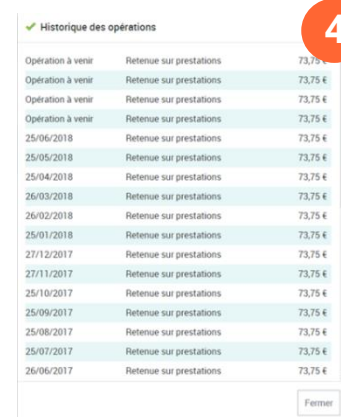 Historique des opérations
4
Opération à venir Retenue sur prestations 73,75 €
Opération à venir Retenue sur prestations 73,75 €
Opération à venir Retenue sur prestations 73,75 €
Opération à venir Retenue sur prestations 73,75 €
25/06/2018 Retenue sur prestations 73,75 €
25/05/2018 Retenue sur prestations 73,75 €
25/04/2018 Retenue sur prestations 73,75 €
26/03/2018 Retenue sur prestations 73,75 €
26/02/2018 Retenue sur prestations 73,75 €
25/01/2018 Retenue sur prestations 73,75 €
27/12/2017 Retenue sur prestations 73,75 €
27/11/2017 Retenue sur prestations 73,75 €
25/10/2017 Retenue sur prestations 73,75 €
25/09/2017 Retenue sur prestations 73,75 €
25/08/2017 Retenue sur prestations 73,75 €
25/07/2017 Retenue sur prestations 73,75 €
26/06/2017 Retenue sur prestations 73,75 €
Fermer